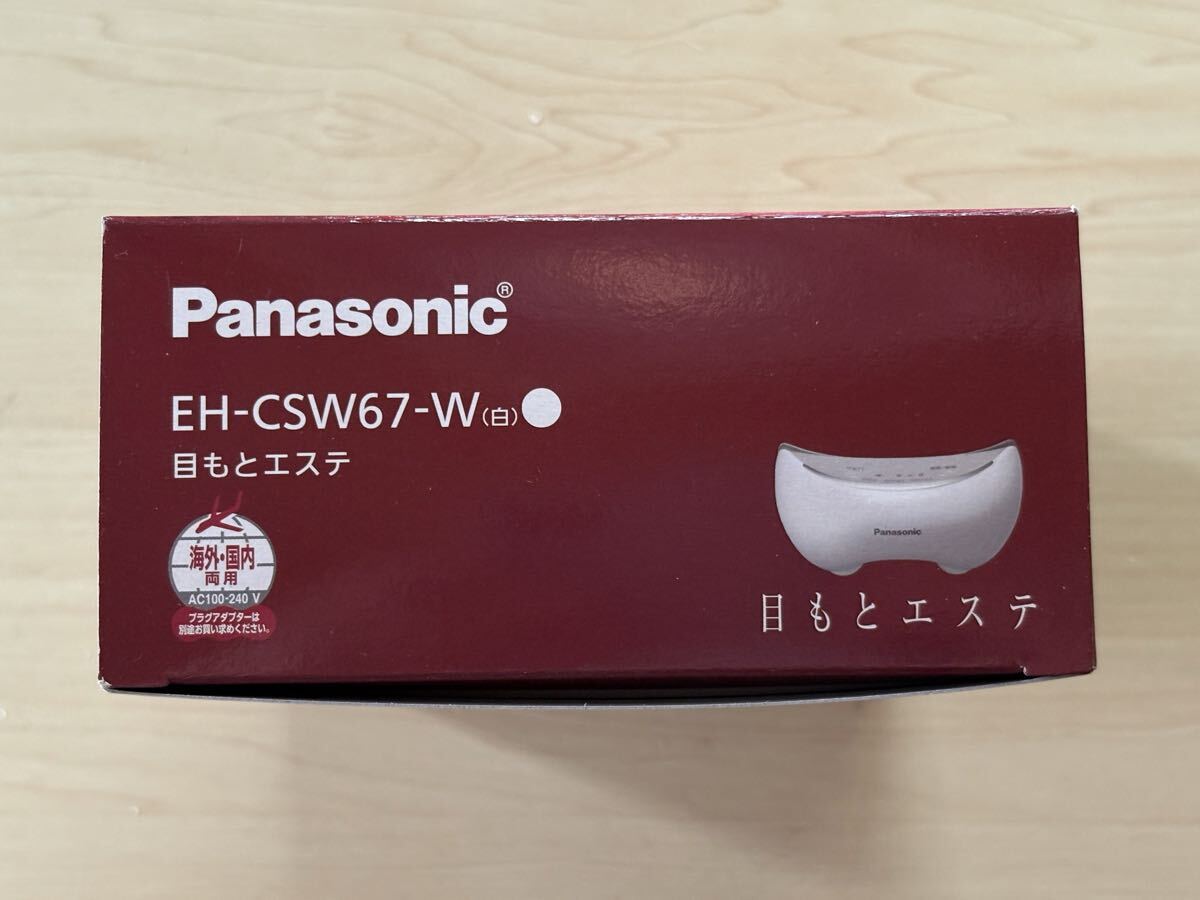 Panasonic®
EH-CSW67-W(白)
目もとエステ
海外・国内
両用
AC100-240 V
プラグアダプターは
別途お買い求めください。
Panasonic
目もとエステ